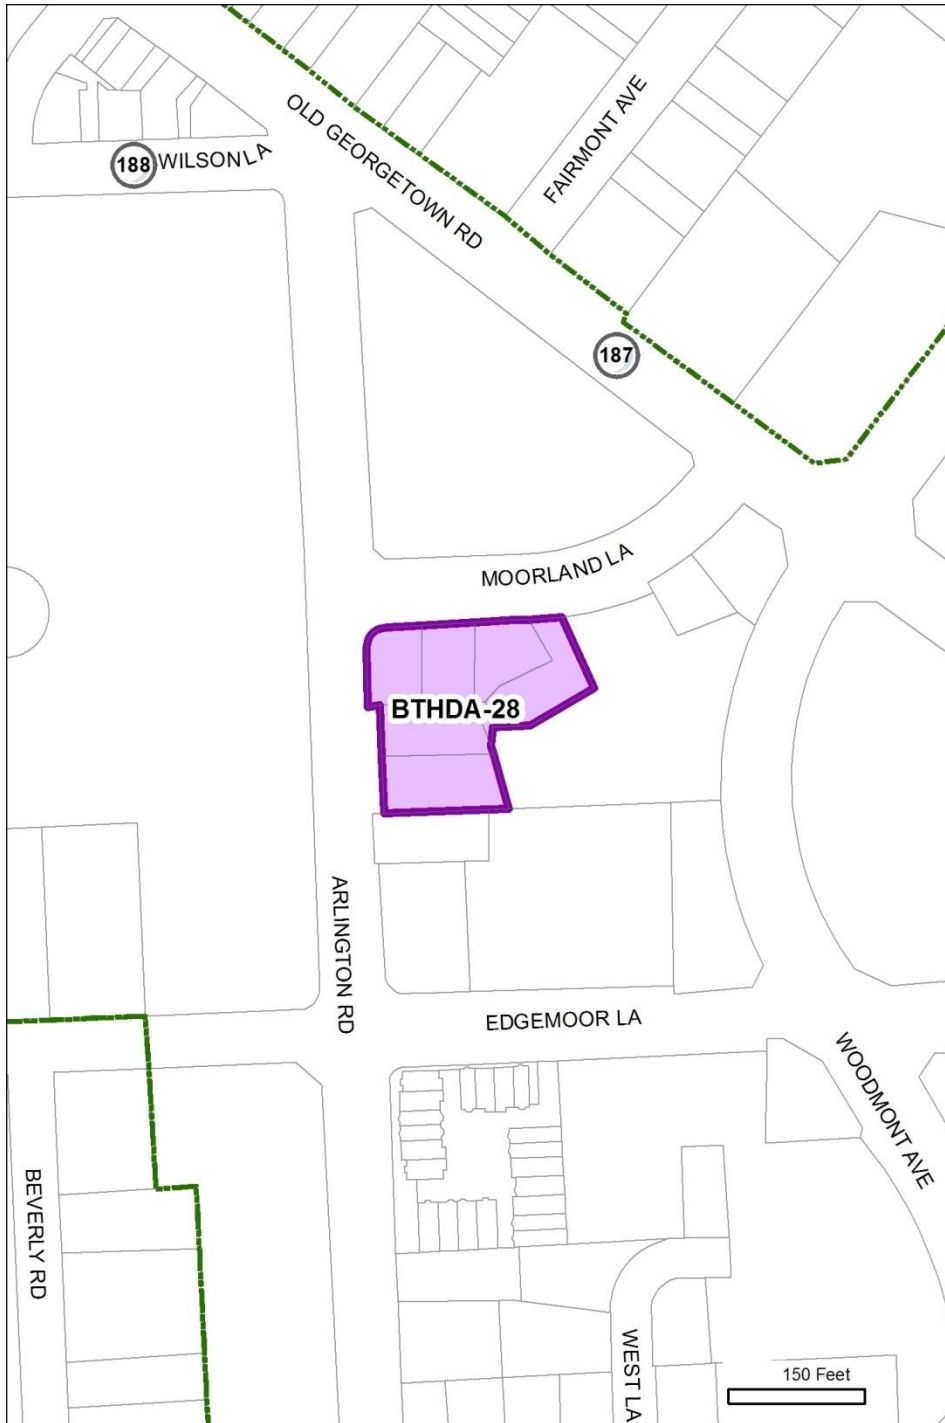 OLD GEORGETOWN RD
FAIRMONT AVE
188
WILSON LA
187
MOORLAND LA
BTHDA-28
ARLINGTON RD
EDGEMOOR LA
WOODMONT AVE
BEVERLY RD
WEST LA
150 Feet